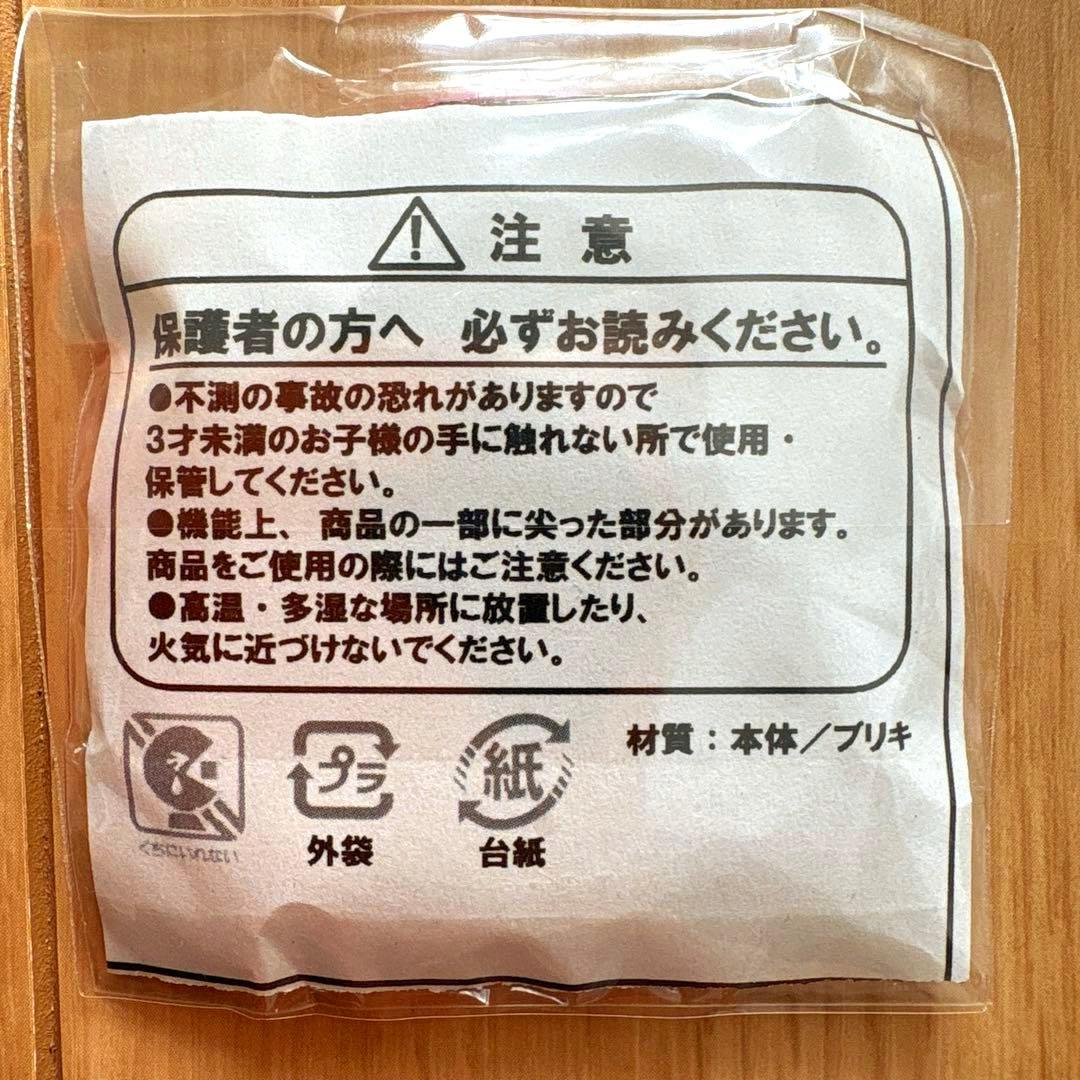 注意
保護者の方へ 必ずお読みください。
●不測の事故の恐れがありますので
3才未満のお子様の手に触れない所で使用・
保管してください。
●機能上、商品の一部に尖った部分があります。
商品をご使用の際にはご注意ください。
●高温・多湿な場所に放置したり、
火気に近づけないでください。
材質：本体／ブリキ
プラ
紙
外袋
台紙